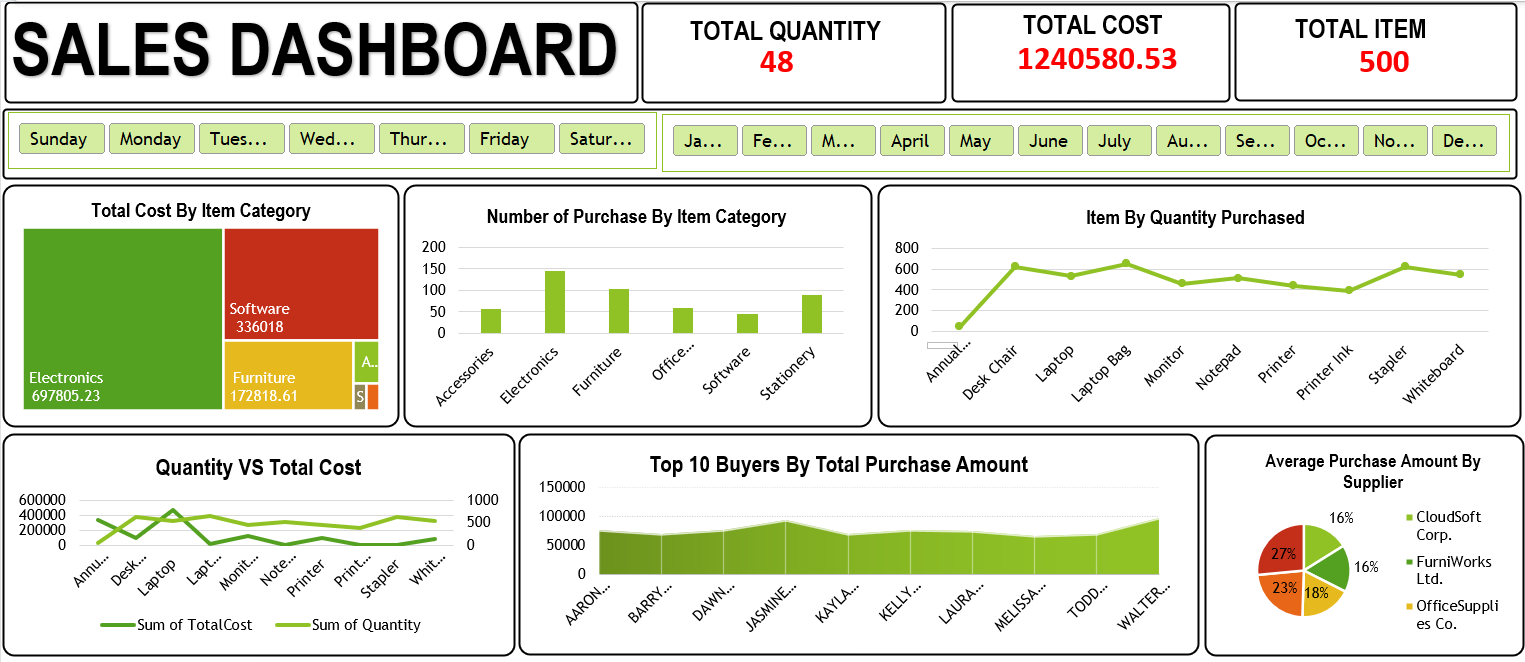 SALES DASHBOARD
TOTAL QUANTITY
48
TOTAL COST
1240580.53
TOTAL ITEM
500
Sunday
Monday
Tues...
Wed...
Thur...
Friday
Satur...
Ja...
Fe...
M...
April
May
June
July
Au...
Se...
Oc...
No...
De...
Total Cost By Item Category
Electronics
697805.23
Software
336018
Furniture
172818.61
A..
S
Number of Purchase By Item Category
200
150
100
50
0
Accessories
Electronics
Furniture
Office...
Software
Stationery
Item By Quantity Purchased
800
600
400
200
0
Annual...
Desk Chair
Laptop
Laptop Bag
Monitor
Notepad
Printer
Printer Ink
Stapler
Whiteboard
Quantity VS Total Cost
600000
400000
200000
0
1000
500
0
Annu...
Desk...
Laptop
Lapt...
Monit...
Note...
Printer
Print...
Stapler
Whit...
Sum of TotalCost
Sum of Quantity
Top 10 Buyers By Total Purchase Amount
150000
100000
50000
0
AARON...
BARRY...
DAWN...
JASMINE...
KAYLA...
KELLY...
LAURA...
MELISSA...
TODD...
WALTER...
Average Purchase Amount By
Supplier
16%
16%
18%
23%
27%
CloudSoft
Corp.
FurniWorks
Ltd.
OfficeSuppli
es Co.